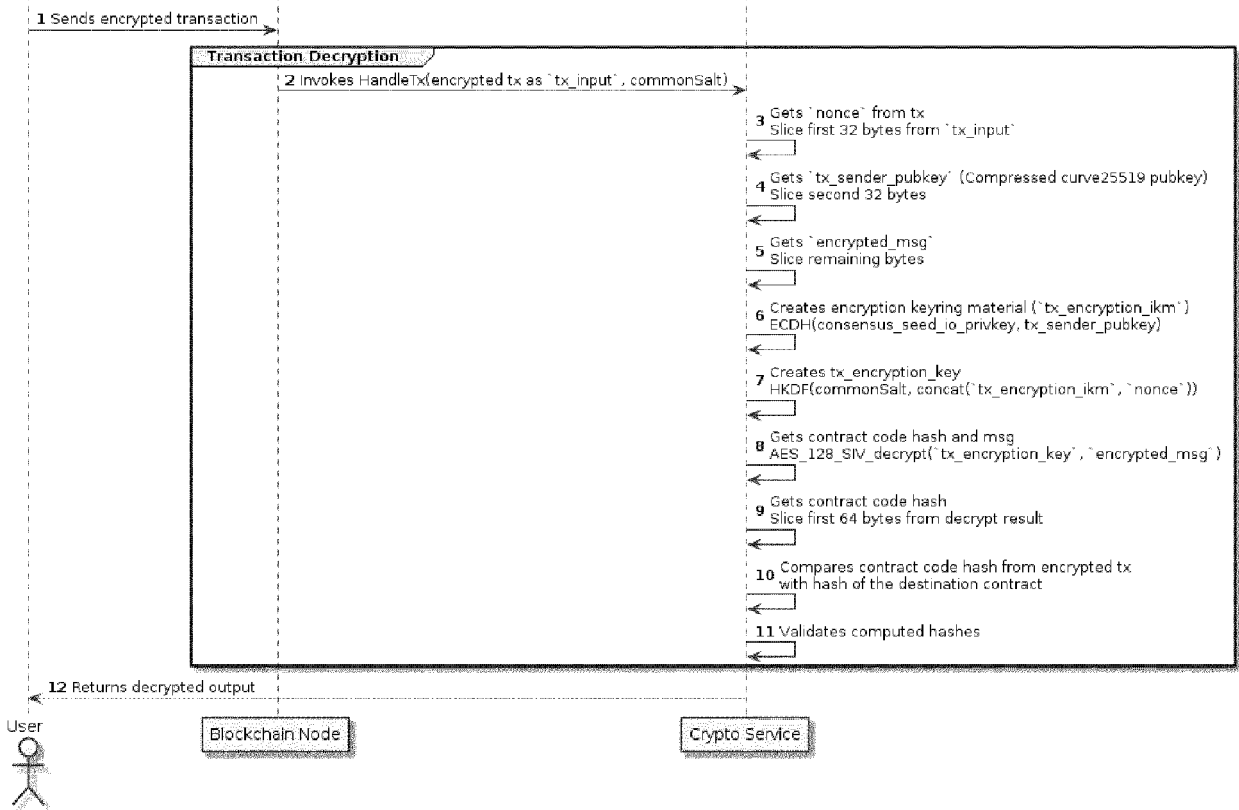 1 Sends encrypted transaction
Transaction Decryption
2 Invokes HandleTx(encrypted tx as `tx_input`, commonSalt)
3 Gets `nonce` from tx
Slice first 32 bytes from `tx_input`
4 Gets `tx_sender_pubkey` (Compressed curve25519 pubkey)
Slice second 32 bytes
5 Gets `encrypted_msg`
Slice remaining bytes
6 Creates encryption keyring material (`tx_encryption_ikm`)
ECDH(consensus_seed_io_privkey, tx_sender_pubkey)
7 Creates tx_encryption_key
HKDF(commonSalt, concat(`tx_encryption_ikm`, `nonce`))
8 Gets contract code hash and msg
AES_128_SIV_decrypt(`tx_encryption_key`, `encrypted_msg`)
9 Gets contract code hash
Slice first 64 bytes from decrypt result
10 Compares contract code hash from encrypted tx
with hash of the destination contract
11 Validates computed hashes
12 Returns decrypted output
User
Blockchain Node
Crypto Service